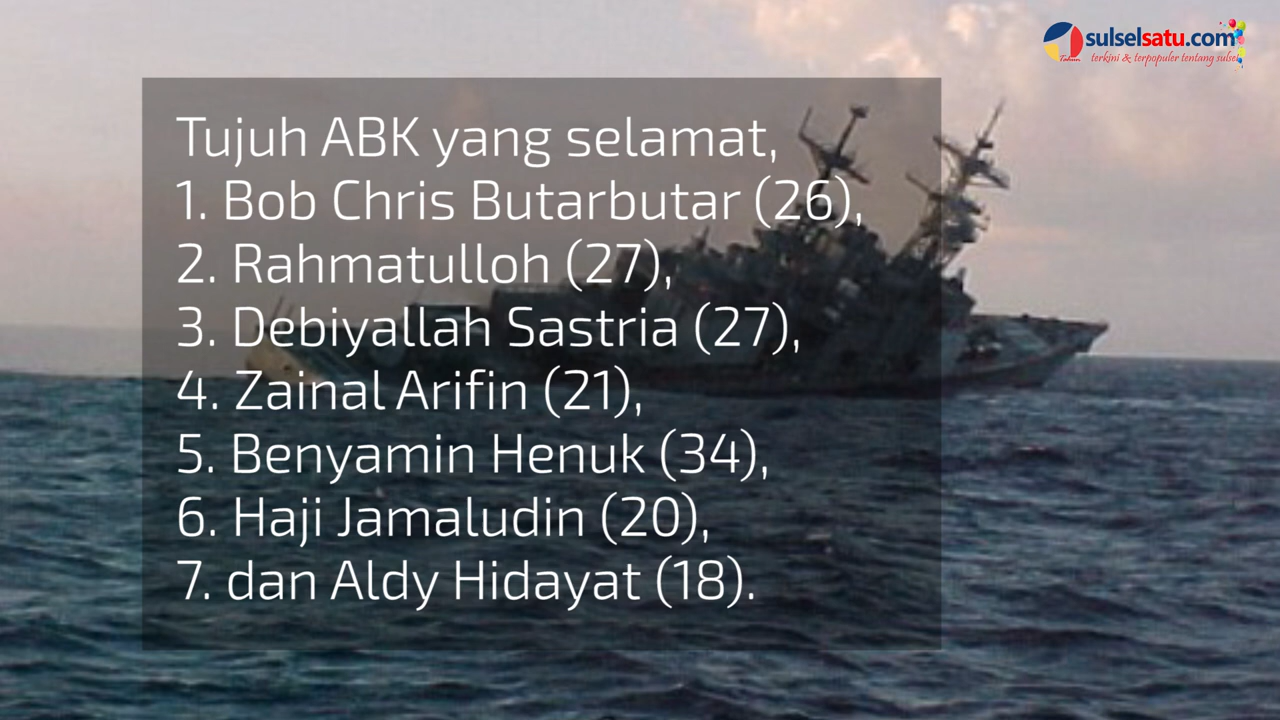 sulselsatu.com
Tahun
terkini & terpopuler tentang sulsel
Tujuh ABK yang selamat,
1. Bob Chris Butarbutar (26),
2. Rahmatulloh (27),
3. Debiyallah Sastria (27),
4. Zainal Arifin (21),
5. Benyamin Henuk (34),
6. Haji Jamaludin (20),
7. dan Aldy Hidayat (18).